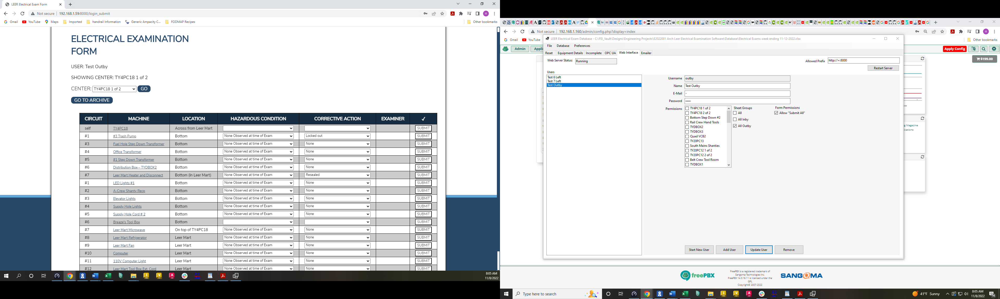 LEER Electrical Exam Form
Not secure | 192.168.1.59:8000/login_submit
Gmail YouTube Maps Imported handrail Information Generic Ampacity C... FODMAP Recipes Other bookmarks
ELECTRICAL EXAMINATION
FORM
USER: Test Outby
SHOWING CENTER: TY4PC18 1 of 2
CENTER: TY4PC18 1 of 2 GO
GO TO ARCHIVE
CIRCUIT MACHINE LOCATION HAZARDOUS CONDITION CORRECTIVE ACTION EXAMINER ✓
self TY4PC18 Across from Leer Mart SUBMIT
#1 #3 Trash Pump Bottom None Observed at time of Exam Locked out SUBMIT
#3 Fuel Hole Step Down Transformer Bottom None Observed at time of Exam None SUBMIT
#4 Office Transformer Bottom None Observed at time of Exam None SUBMIT
#5 #1 Step Down Transformer Bottom None Observed at time of Exam None SUBMIT
#6 Distribution Box-- TYDBOX2 Bottom None Observed at time of Exam None SUBMIT
#7 Leer Mart Heater and Disconnect Bottom (In Leer Mart) None Observed at time of Exam Resealed SUBMIT
#1 LED Lights #1 Bottom None Observed at time of Exam None SUBMIT
#2 A-Crew Shanty Recp Bottom None Observed at time of Exam None SUBMIT
#3 Elevator Lights Bottom None Observed at time of Exam None SUBMIT
#4 Supply Hole Lights Bottom None Observed at time of Exam None SUBMIT
#5 Supply Hole Cord # 2 Bottom None Observed at time of Exam None SUBMIT
#6 Breaze's Tool Box Bottom SUBMIT
#7 Leer Mart Microwave On top of TY4PC18 None Observed at time of Exam None SUBMIT
#8 Leer Mart Refrigerator Leer Mart None Observed at time of Exam None SUBMIT
#9 Leer Mart Fan Leer Mart None Observed at time of Exam None SUBMIT
#10 Computer Leer Mart None Observed at time of Exam None SUBMIT
#11 110V Computer Light Leer Mart None Observed at time of Exam None SUBMIT
#12 Leer Mart Tool Box Ext. Cord Leer Mart None Observed at time of Exam None SUBMIT
8:05 AM
11/8/2022
Not secure | 192.168.1.160/admin/config.php?display=index
Gmail YouTube Other bookmarks
Admin Appli Apply Config
$199.00
LEER Electrical Exam Database - C:\FEI_Vault\Designs\Engineering Projects\E2022001 Arch Leer Electrical Examination Software\Database\Electrical Exams week ending 11-12-2022.xlsx
File Database Preferences
Reset Equipment Details Incomplete OPC UA Web Interface Emailer
Web Server Status: Running Allowed Prefix http://+:8000
Restart Server
Users
Test 6 Left
Test 7 Left
Test Outby
Username outby
Name Test Outby
E-Mail -
Password ••••
Permissions
TY4PC18 1 of 2
TY4PC18 2 of 2
Bottom Step Down #2
Rail Crew Hand Tools
TYDBOX2
TYDBOX3
Quad VCB2
TY20PC13
South Mains Shanties
TY20PC12 1 of 2
TY20PC12 2 of 2
Belt Crew Tool Room
TYDBOX1
Sheet Groups
All
All Inby
All Outby
Form Permissions
Allow "Submit All"
Start New User Add User Update User Remove
g Magazine
ications
freePBX
FreePBX is a registered trademark of
Sangoma Technologies Inc.
FreePBX 14.0.16.11 is licensed under the
GPL
Copyright© 2007-2022
SANGOMA
Type here to search
41°F Sunny
8:05 AM
11/8/2022